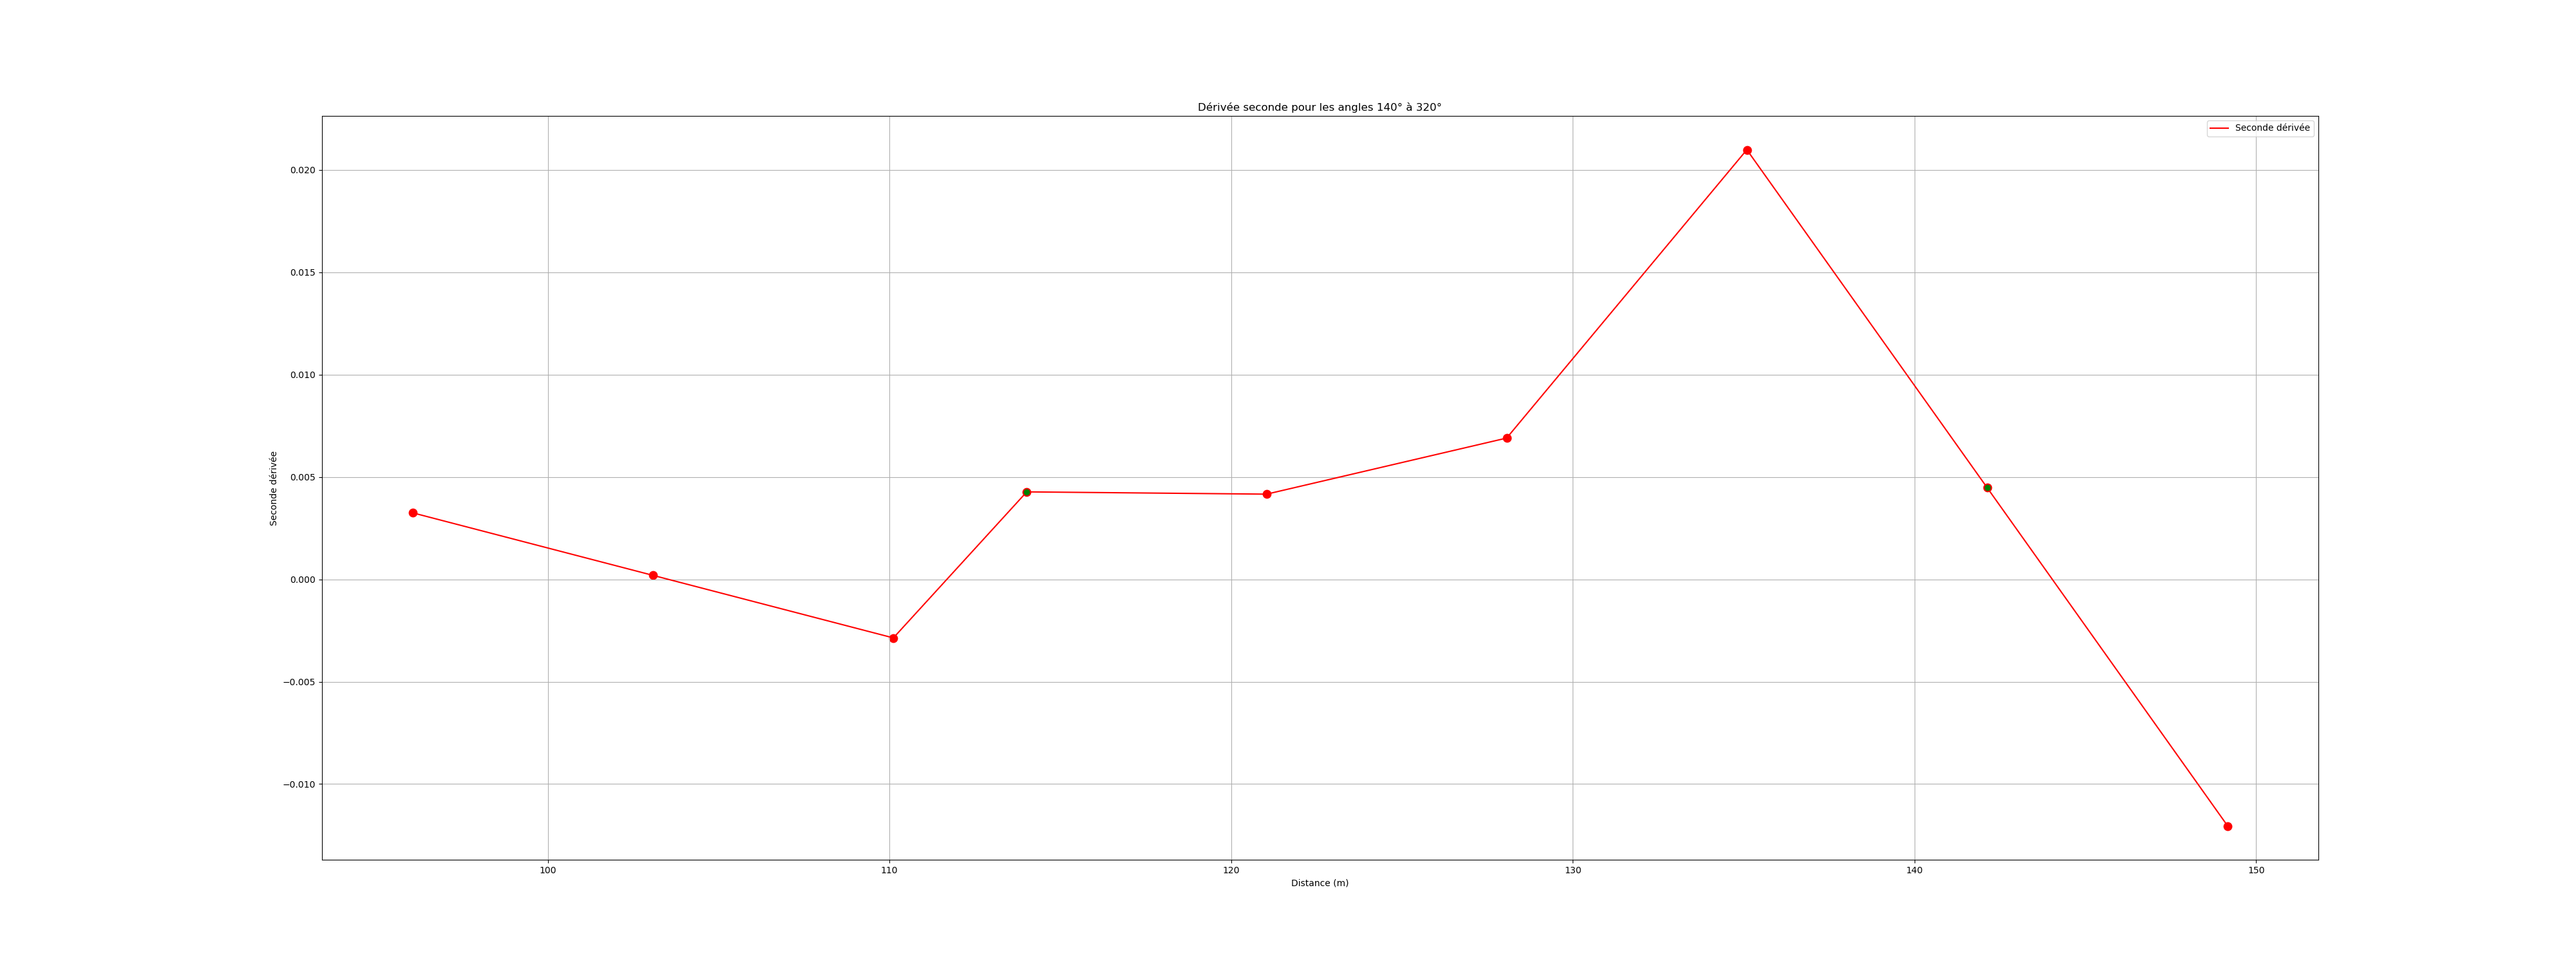 Dérivée seconde pour les angles 140° à 320°
Seconde dérivée
0.020
0.015
0.010
0.005
0.000
−0.005
−0.010
Seconde dérivée
100 110 120 130 140 150
Distance (m)